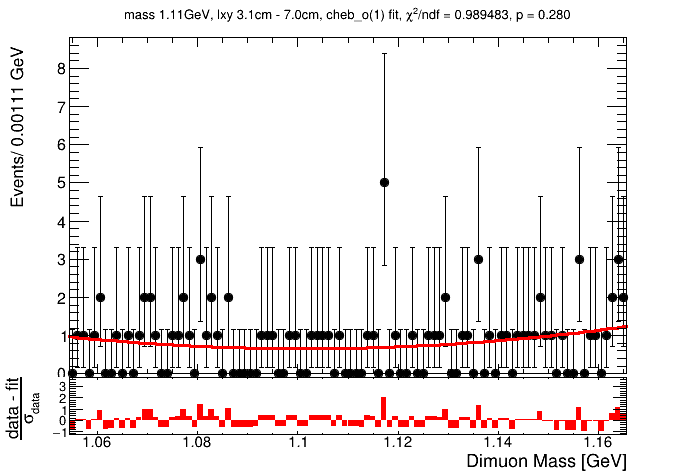 mass 1.11GeV, lxy 3.1cm - 7.0cm, cheb_o(1) fit, χ²/ndf = 0.989483, p = 0.280
Events/ 0.00111 GeV
8
7
6
5
4
3
2
1
0
data - fit
σdata
3
2
1
0
−1
1.06 1.08 1.1 1.12 1.14 1.16
Dimuon Mass [GeV]